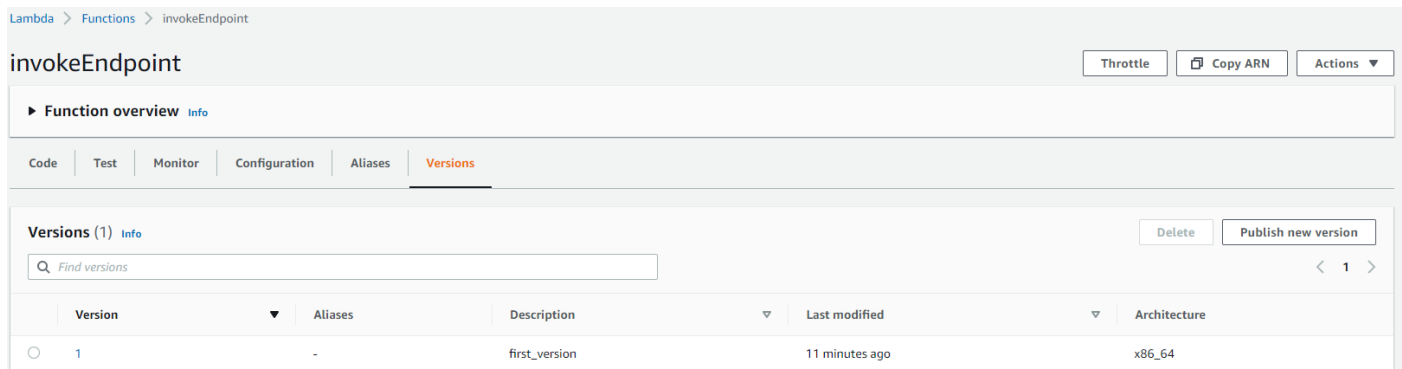 Lambda > Functions > invokeEndpoint
invokeEndpoint
Throttle Copy ARN Actions
Function overview Info
Code Test Monitor Configuration Aliases Versions
Versions (1) Info
Delete Publish new version
Find versions
< 1 >
Version Aliases Description Last modified Architecture
1 - first_version 11 minutes ago x86_64